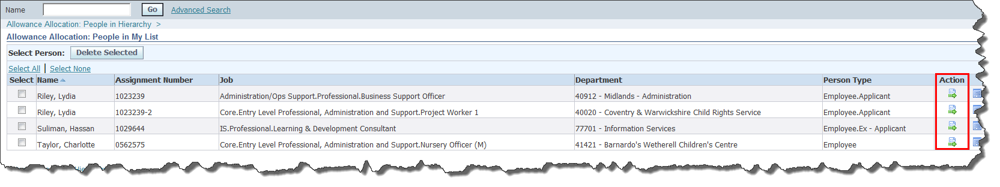 Name Go Advanced Search
Allowance Allocation: People in Hierarchy >
Allowance Allocation: People in My List
Select Person: Delete Selected
Select All | Select None
Select Name Assignment Number Job Department Person Type Action
Riley, Lydia 1023239 Administration/Ops Support.Professional.Business Support Officer 40912 - Midlands - Administration Employee.Applicant
Riley, Lydia 1023239-2 Core.Entry Level Professional, Administration and Support.Project Worker 1 40020 - Coventry & Warwickshire Child Rights Service Employee.Applicant
Suliman, Hassan 1029644 IS.Professional.Learning & Development Consultant 77701 - Information Services Employee.Ex - Applicant
Taylor, Charlotte 0562575 Core.Entry Level Professional, Administration and Support.Nursery Officer (M) 41421 - Barnardo's Wetherell Children's Centre Employee